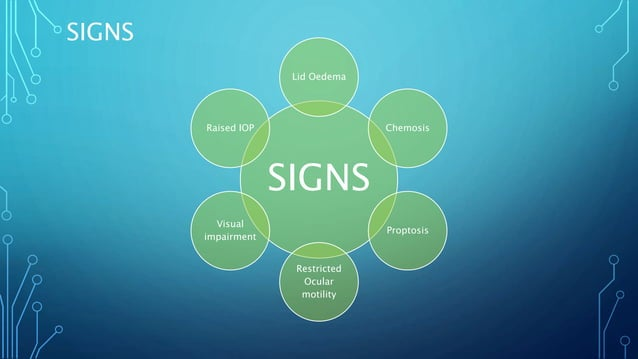 SIGNS
Lid Oedema
Raised IOP
Chemosis
SIGNS
Visual
impairment
Proptosis
Restricted
Ocular
motility